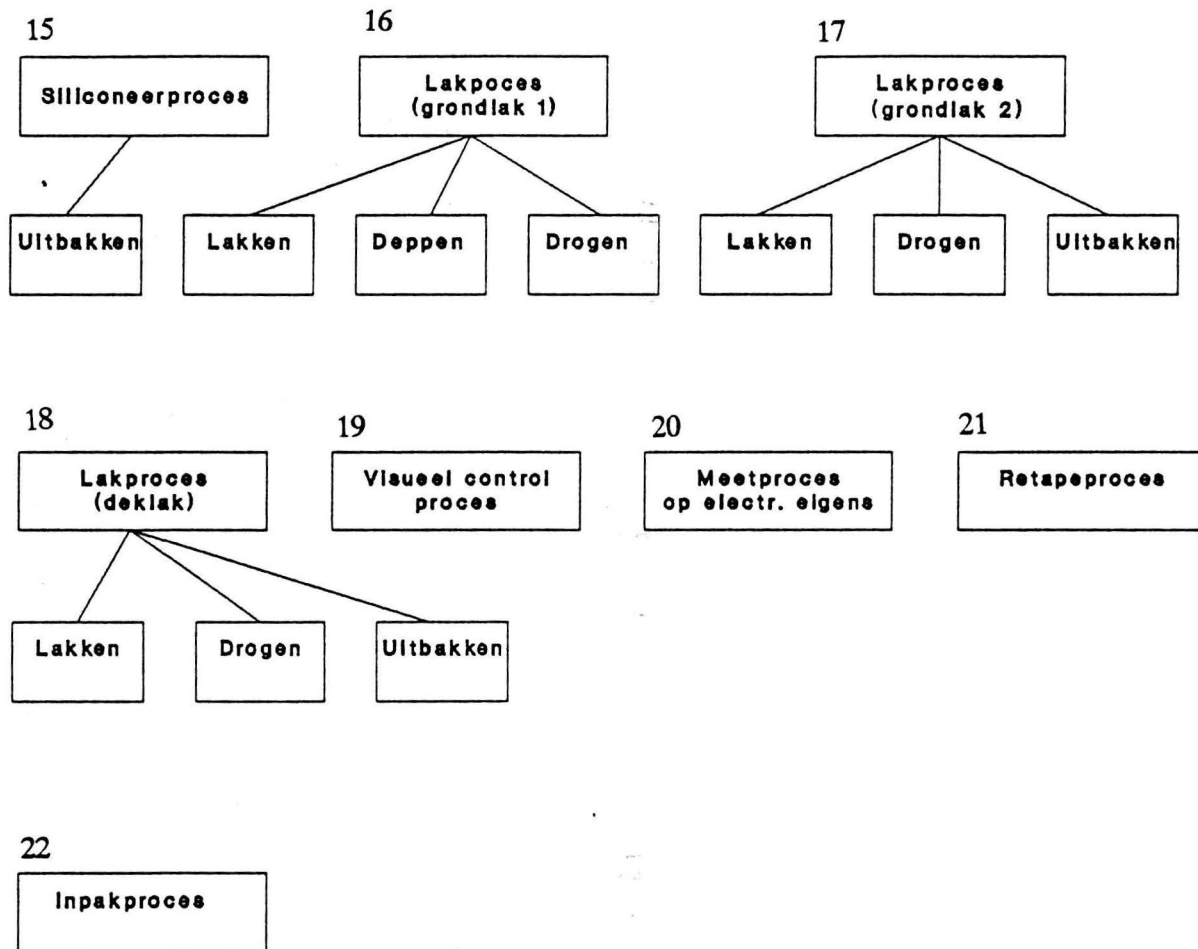 15
Siliconeerproces
Uitbakken
16
Lakpoces
(grondlak 1)
Lakken
Deppen
Drogen
17
Lakproces
(grondlak 2)
Lakken
Drogen
Uitbakken
18
Lakproces
(deklak)
Lakken
Drogen
Uitbakken
19
Visueel control
proces
20
Meetproces
op electr. eigens
21
Retapeproces
22
Inpakproces